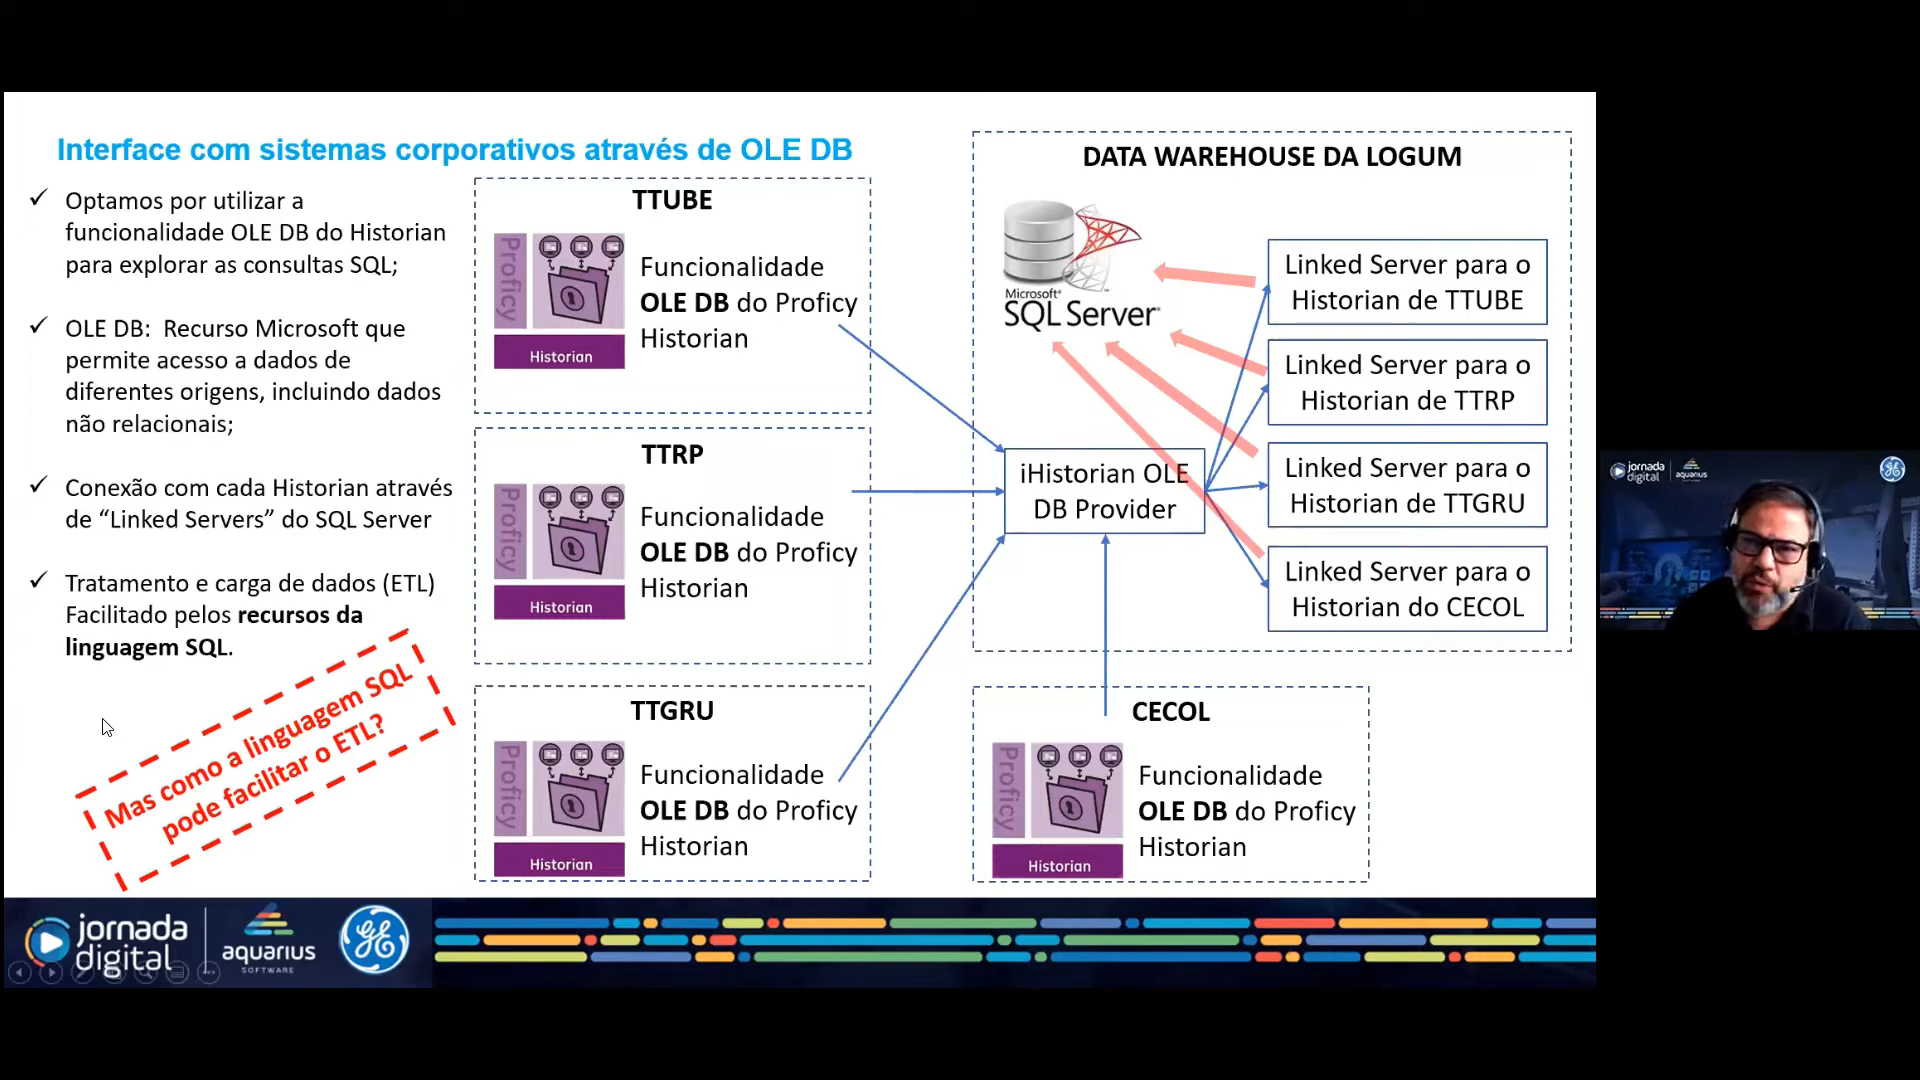 Interface com sistemas corporativos através de OLE DB
✓ Optamos por utilizar a
funcionalidade OLE DB do Historian
para explorar as consultas SQL;
✓ OLE DB: Recurso Microsoft que
permite acesso a dados de
diferentes origens, incluindo dados
não relacionais;
✓ Conexão com cada Historian através
de “Linked Servers” do SQL Server
✓ Tratamento e carga de dados (ETL)
Facilitado pelos recursos da
linguagem SQL.
Mas como a linguagem SQL
pode facilitar o ETL?
TTUBE
Proficy
Historian
Funcionalidade
OLE DB do Proficy
Historian
TTRP
Proficy
Historian
Funcionalidade
OLE DB do Proficy
Historian
TTGRU
Proficy
Historian
Funcionalidade
OLE DB do Proficy
Historian
DATA WAREHOUSE DA LOGUM
Microsoft®
SQL Server®
iHistorian OLE
DB Provider
Linked Server para o
Historian de TTUBE
Linked Server para o
Historian de TTRP
Linked Server para o
Historian de TTGRU
Linked Server para o
Historian do CECOL
CECOL
Proficy
Historian
Funcionalidade
OLE DB do Proficy
Historian
jornada
digital
aquarius
SOFTWARE
GE
jornada
digital
aquarius
GE